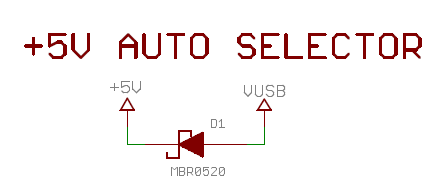 +5V AUTO SELECTOR
+5V
VUSB
D1
MBR0520